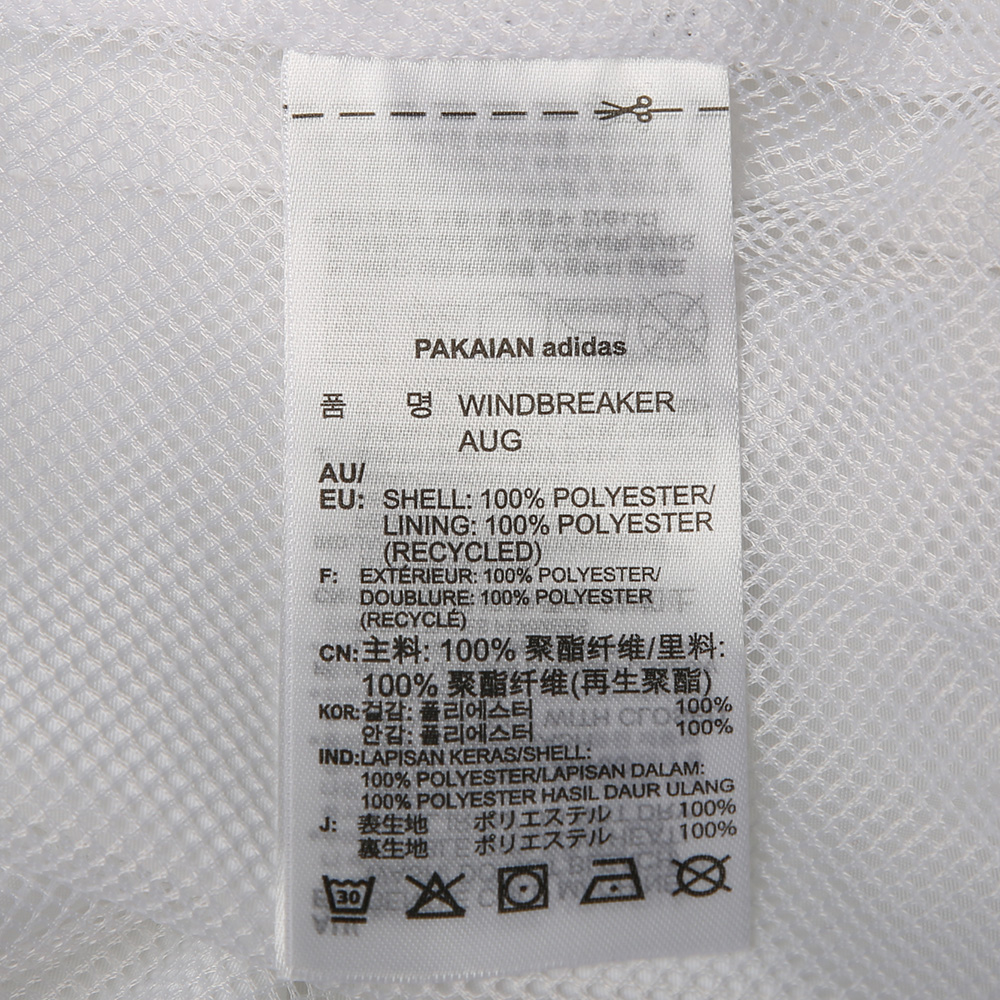 PAKAIAN adidas
품 명 WINDBREAKER
AUG
AU/
EU: SHELL: 100% POLYESTER/
LINING: 100% POLYESTER
(RECYCLED)
F: EXTÉRIEUR: 100% POLYESTER/
DOUBLURE: 100% POLYESTER
(RECYCLÉ)
CN: 主料: 100% 聚酯纤维/里料:
100% 聚酯纤维(再生聚酯)
KOR: 겉감: 폴리에스터 100%
안감: 폴리에스터 100%
IND: LAPISAN KERAS/SHELL:
100% POLYESTER/LAPISAN DALAM:
100% POLYESTER HASIL DAUR ULANG
J: 表生地 ポリエステル 100%
裏生地 ポリエステル 100%
30